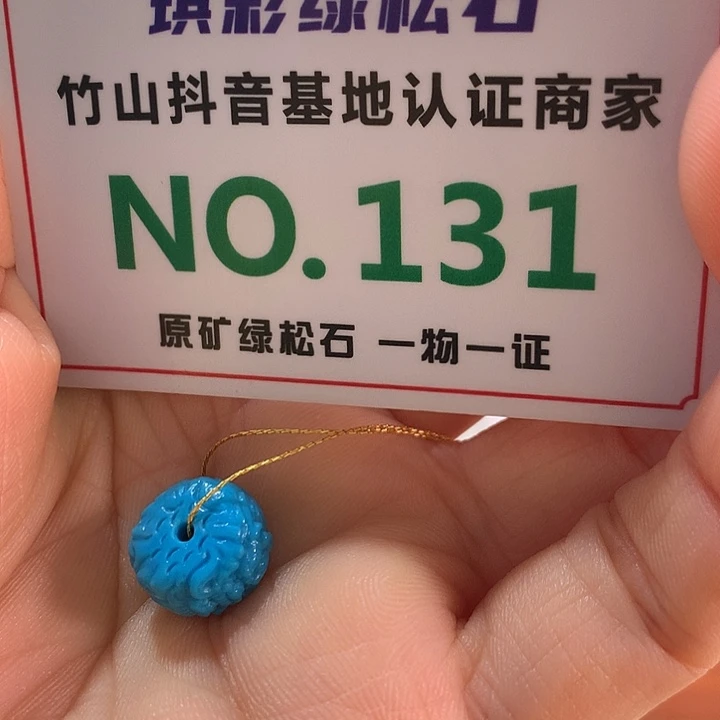 琪彩绿松石
竹山抖音基地认证商家
NO.131
原矿绿松石 一物一证